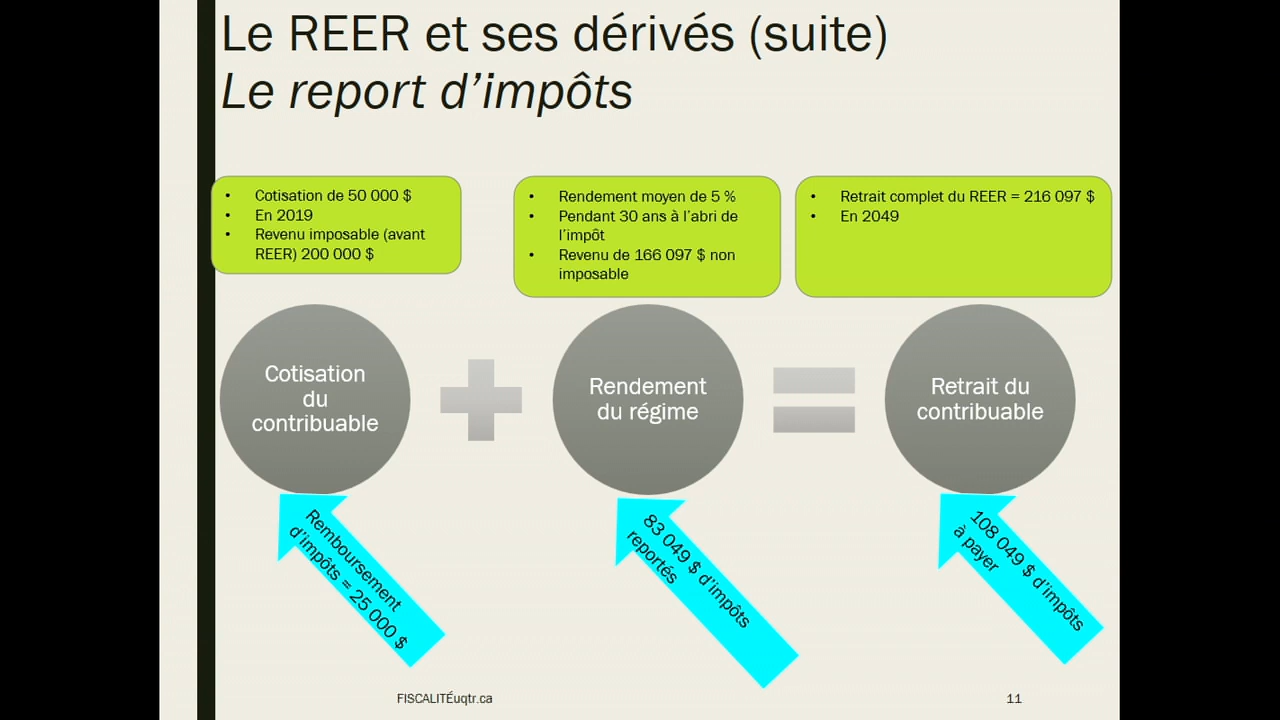 Le REER et ses dérivés (suite)
Le report d’impôts
• Cotisation de 50 000 $
• En 2019
• Revenu imposable (avant
REER) 200 000 $
• Rendement moyen de 5 %
• Pendant 30 ans à l’abri de
l’impôt
• Revenu de 166 097 $ non
imposable
• Retrait complet du REER = 216 097 $
• En 2049
Cotisation
du
contribuable
Rendement
du régime
Retrait du
contribuable
Remboursement
d’impôts = 25 000 $
83 049 $ d’impôts
reportés
108 049 $ d’impôts
à payer
FISCALITÉuqtr.ca
11